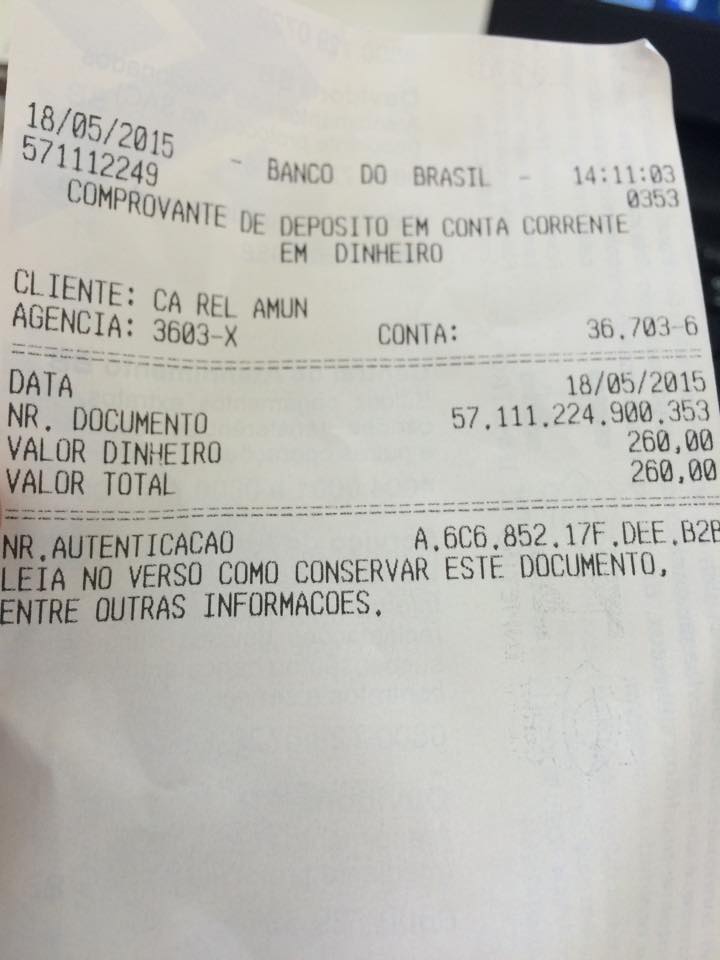 18/05/2015 - BANCO DO BRASIL - 14:11:03
571112249 0353
COMPROVANTE DE DEPOSITO EM CONTA CORRENTE
EM DINHEIRO
CLIENTE: CA REL AMUN
AGENCIA: 3603-X CONTA: 36.703-6
DATA 18/05/2015
NR. DOCUMENTO 57.111.224.900.353
VALOR DINHEIRO 260,00
VALOR TOTAL 260,00
NR.AUTENTICACAO A.6C6.852.17F.DEE.B2B
LEIA NO VERSO COMO CONSERVAR ESTE DOCUMENTO,
ENTRE OUTRAS INFORMACOES.